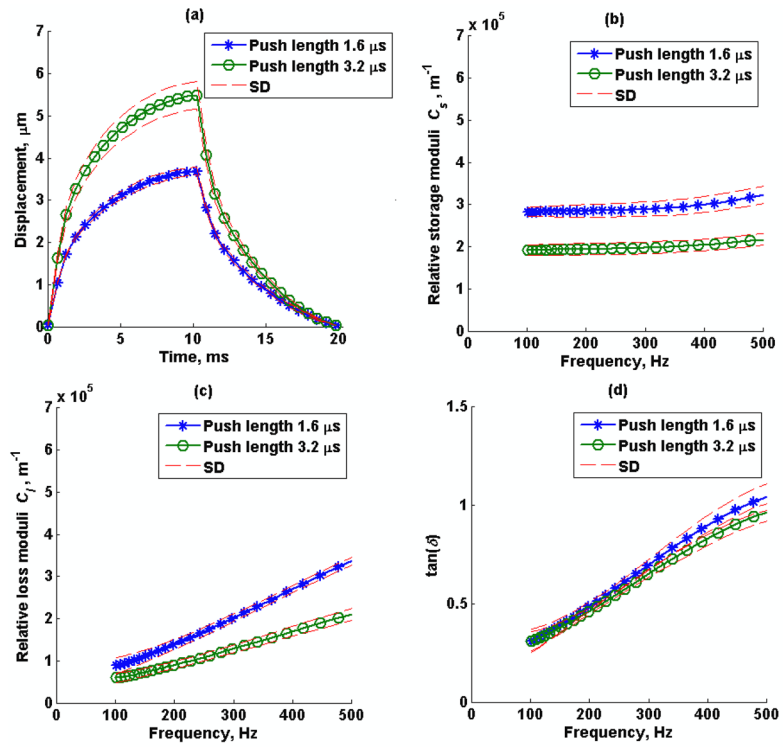 (a)
Displacement, μm
7
6
5
4
3
2
1
0
0 5 10 15 20
Time, ms
Push length 1.6 μs
Push length 3.2 μs
SD
(b)
x 10⁵
Relative storage moduli Cₛ, m⁻¹
7
6
5
4
3
2
1
0
0 100 200 300 400 500
Frequency, Hz
Push length 1.6 μs
Push length 3.2 μs
SD
(c)
x 10⁵
Relative loss moduli Cₗ, m⁻¹
7
6
5
4
3
2
1
0
0 100 200 300 400 500
Frequency, Hz
Push length 1.6 μs
Push length 3.2 μs
SD
(d)
tan(δ)
1.5
1
0.5
0
0 100 200 300 400 500
Frequency, Hz
Push length 1.6 μs
Push length 3.2 μs
SD